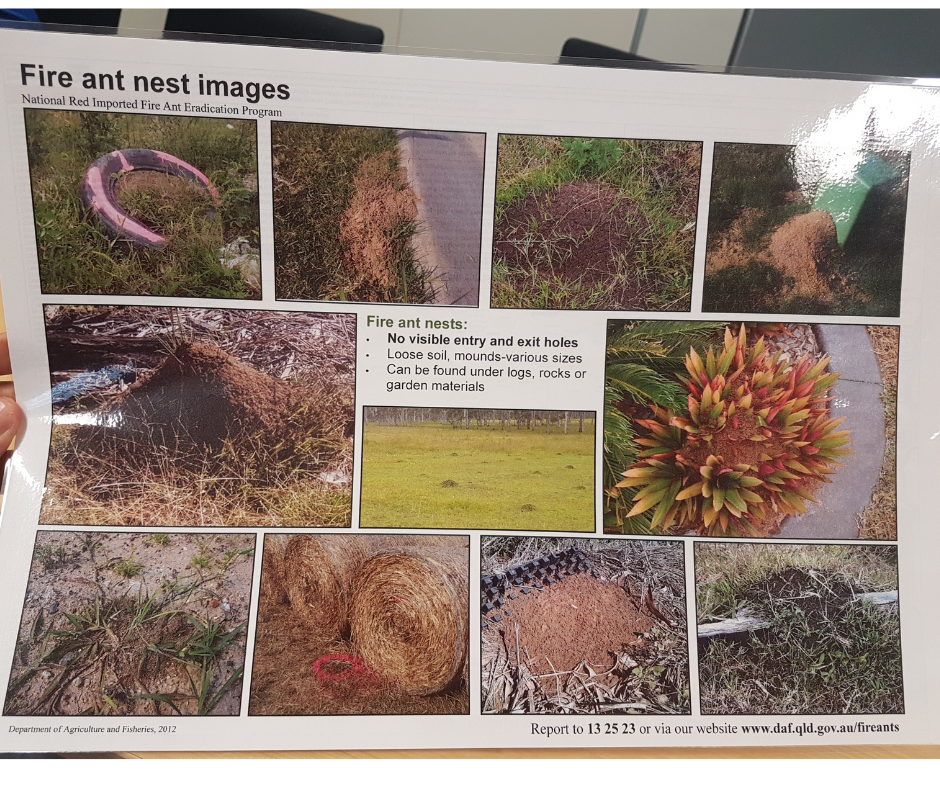 Fire ant nest images
National Red Imported Fire Ant Eradication Program
Fire ant nests:
• No visible entry and exit holes
• Loose soil, mounds-various sizes
• Can be found under logs, rocks or
garden materials
Department of Agriculture and Fisheries, 2012
Report to 13 25 23 or via our website www.daf.qld.gov.au/fireants